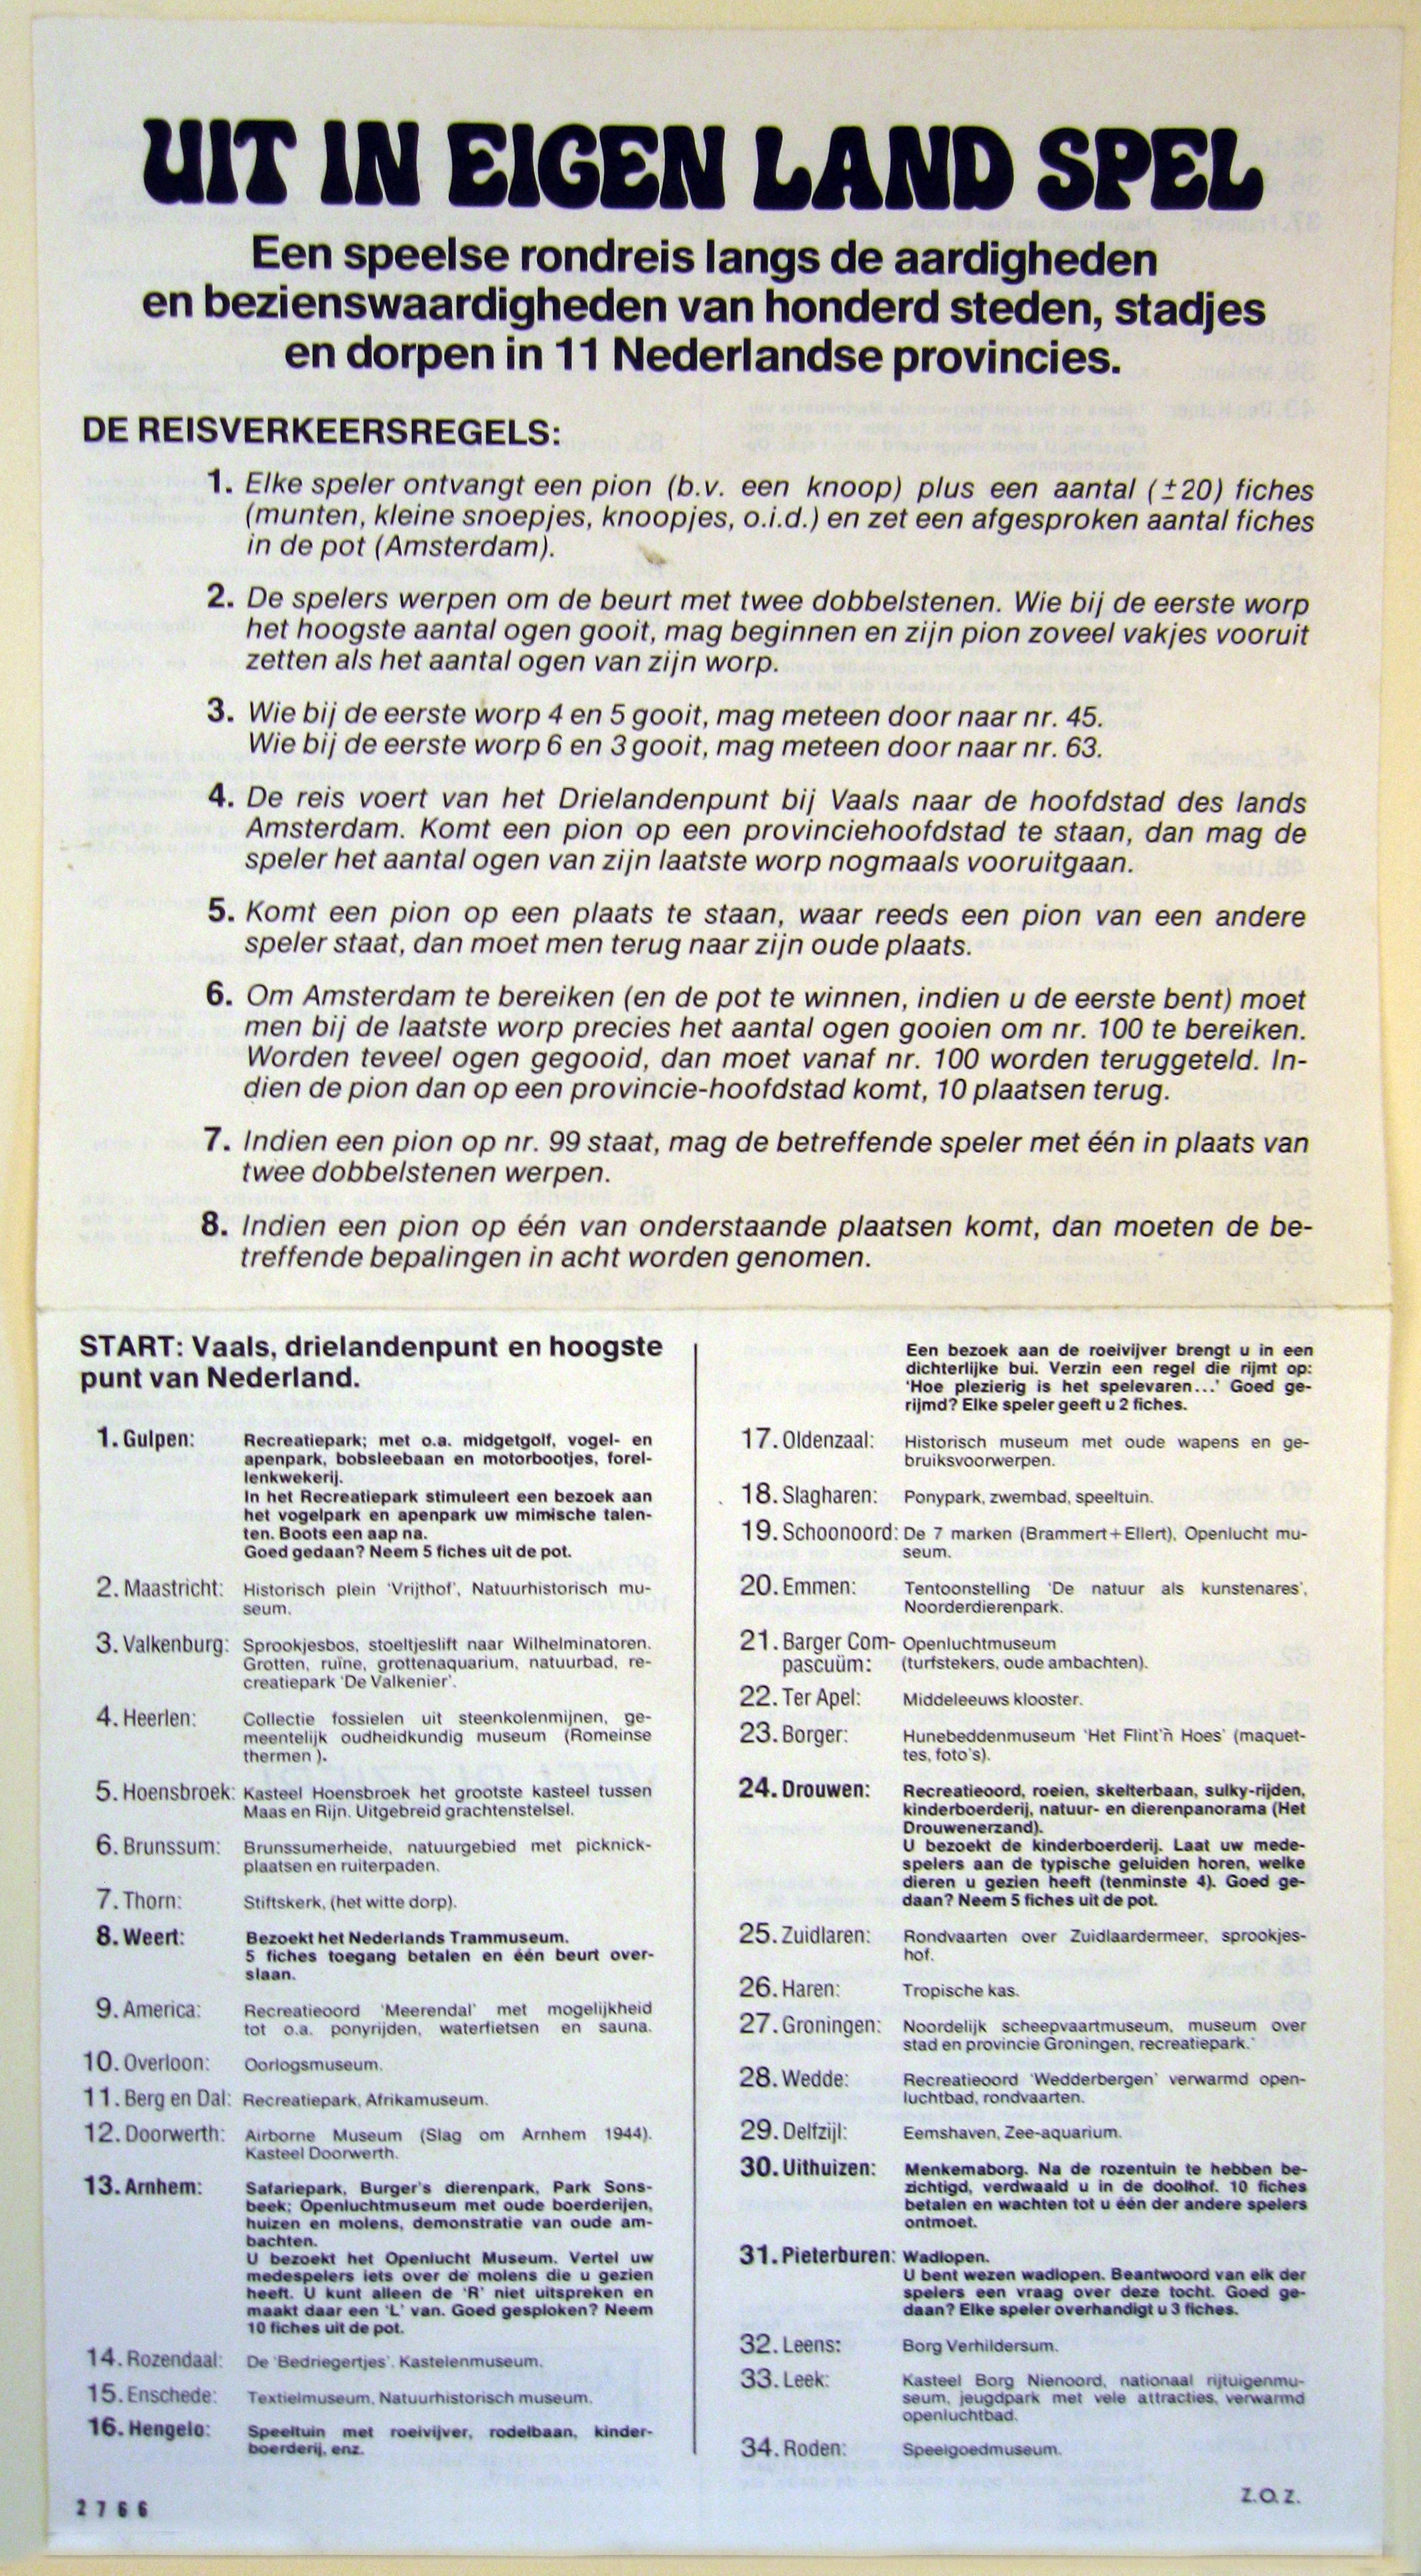 UIT IN EIGEN LAND SPEL
Een speelse rondreis langs de aardigheden
en bezienswaardigheden van honderd steden, stadjes
en dorpen in 11 Nederlandse provincies.
DE REISVERKEERSREGELS:
1. Elke speler ontvangt een pion (b.v. een knoop) plus een aantal (±20) fiches
(munten, kleine snoepjes, knoopjes, o.i.d.) en zet een afgesproken aantal fiches
in de pot (Amsterdam).
2. De spelers werpen om de beurt met twee dobbelstenen. Wie bij de eerste worp
het hoogste aantal ogen gooit, mag beginnen en zijn pion zoveel vakjes vooruit
zetten als het aantal ogen van zijn worp.
3. Wie bij de eerste worp 4 en 5 gooit, mag meteen door naar nr. 45.
Wie bij de eerste worp 6 en 3 gooit, mag meteen door naar nr. 63.
4. De reis voert van het Drielandenpunt bij Vaals naar de hoofdstad des lands
Amsterdam. Komt een pion op een provinciehoofdstad te staan, dan mag de
speler het aantal ogen van zijn laatste worp nogmaals vooruitgaan.
5. Komt een pion op een plaats te staan, waar reeds een pion van een andere
speler staat, dan moet men terug naar zijn oude plaats.
6. Om Amsterdam te bereiken (en de pot te winnen, indien u de eerste bent) moet
men bij de laatste worp precies het aantal ogen gooien om nr. 100 te bereiken.
Worden teveel ogen gegooid, dan moet vanaf nr. 100 worden teruggeteld. In-
dien de pion dan op een provincie-hoofdstad komt, 10 plaatsen terug.
7. Indien een pion op nr. 99 staat, mag de betreffende speler met één in plaats van
twee dobbelstenen werpen.
8. Indien een pion op één van onderstaande plaatsen komt, dan moeten de be-
treffende bepalingen in acht worden genomen.
START: Vaals, drielandenpunt en hoogste
punt van Nederland.
1. Gulpen: Recreatiepark; met o.a. midgetgolf, vogel- en
apenpark, bobsleebaan en motorbootjes, forel-
lenkwekerij.
In het Recreatiepark stimuleert een bezoek aan
het vogelpark en apenpark uw mimische talen-
ten. Boots een aap na.
Goed gedaan? Neem 5 fiches uit de pot.
2. Maastricht: Historisch plein 'Vrijthof', Natuurhistorisch mu-
seum.
3. Valkenburg: Sprookjesbos, stoeltjeslift naar Wilhelminatoren.
Grotten, ruïne, grottenaquarium, natuurbad, re-
creatiepark 'De Valkenier'.
4. Heerlen: Collectie fossielen uit steenkolenmijnen, ge-
meentelijk oudheidkundig museum (Romeinse
thermen ).
5. Hoensbroek: Kasteel Hoensbroek het grootste kasteel tussen
Maas en Rijn. Uitgebreid grachtenstelsel.
6. Brunssum: Brunssumerheide, natuurgebied met picknick-
plaatsen en ruiterpaden.
7. Thorn: Stiftskerk, (het witte dorp).
8. Weert: Bezoekt het Nederlands Trammuseum.
5 fiches toegang betalen en één beurt over-
slaan.
9. America: Recreatieoord 'Meerendal' met mogelijkheid
tot o.a. ponyrijden, waterfietsen en sauna.
10. Overloon: Oorlogsmuseum.
11. Berg en Dal: Recreatiepark, Afrikamuseum.
12. Doorwerth: Airborne Museum (Slag om Arnhem 1944).
Kasteel Doorwerth.
13. Arnhem: Safariepark, Burger's dierenpark, Park Sons-
beek; Openluchtmuseum met oude boerderijen,
huizen en molens, demonstratie van oude am-
bachten.
U bezoekt het Openlucht Museum. Vertel uw
medespelers iets over de molens die u gezien
heeft. U kunt alleen de 'R' niet uitspreken en
maakt daar een 'L' van. Goed gesploken? Neem
10 fiches uit de pot.
14. Rozendaal: De 'Bedriegertjes'. Kastelenmuseum.
15. Enschede: Textielmuseum, Natuurhistorisch museum.
16. Hengelo: Speeltuin met roeivijver, rodelbaan, kinder-
boerderij, enz.
Een bezoek aan de roeivijver brengt u in een
dichterlijke bui. Verzin een regel die rijmt op:
'Hoe plezierig is het spelevaren...' Goed ge-
rijmd? Elke speler geeft u 2 fiches.
17. Oldenzaal: Historisch museum met oude wapens en ge-
bruiksvoorwerpen.
18. Slagharen: Ponypark, zwembad, speeltuin.
19. Schoonoord: De 7 marken (Brammert+Ellert), Openlucht mu-
seum.
20. Emmen: Tentoonstelling 'De natuur als kunstenares',
Noorderdierenpark.
21. Barger Com- Openluchtmuseum
pascuüm: (turfstekers, oude ambachten).
22. Ter Apel: Middeleeuws klooster.
23. Borger: Hunebeddenmuseum 'Het Flint'n Hoes' (maquet-
tes, foto's).
24. Drouwen: Recreatieoord, roeien, skelterbaan, sulky-rijden,
kinderboerderij, natuur- en dierenpanorama (Het
Drouwenerzand).
U bezoekt de kinderboerderij. Laat uw mede-
spelers aan de typische geluiden horen, welke
dieren u gezien heeft (tenminste 4). Goed ge-
daan? Neem 5 fiches uit de pot.
25. Zuidlaren: Rondvaarten over Zuidlaardermeer, sprookjes-
hof.
26. Haren: Tropische kas.
27. Groningen: Noordelijk scheepvaartmuseum, museum over
stad en provincie Groningen, recreatiepark.
28. Wedde: Recreatieoord 'Wedderbergen' verwarmd open-
luchtbad, rondvaarten.
29. Delfzijl: Eemshaven, Zee-aquarium.
30. Uithuizen: Menkemaborg. Na de rozentuin te hebben be-
zichtigd, verdwaald u in de doolhof. 10 fiches
betalen en wachten tot u één der andere spelers
ontmoet.
31. Pieterburen: Wadlopen.
U bent wezen wadlopen. Beantwoord van elk der
spelers een vraag over deze tocht. Goed ge-
daan? Elke speler overhandigt u 3 fiches.
32. Leens: Borg Verhildersum.
33. Leek: Kasteel Borg Nienoord, nationaal rijtuigenmu-
seum, jeugdpark met vele attracties, verwarmd
openluchtbad.
34. Roden: Speelgoedmuseum.
2766
Z.O.Z.